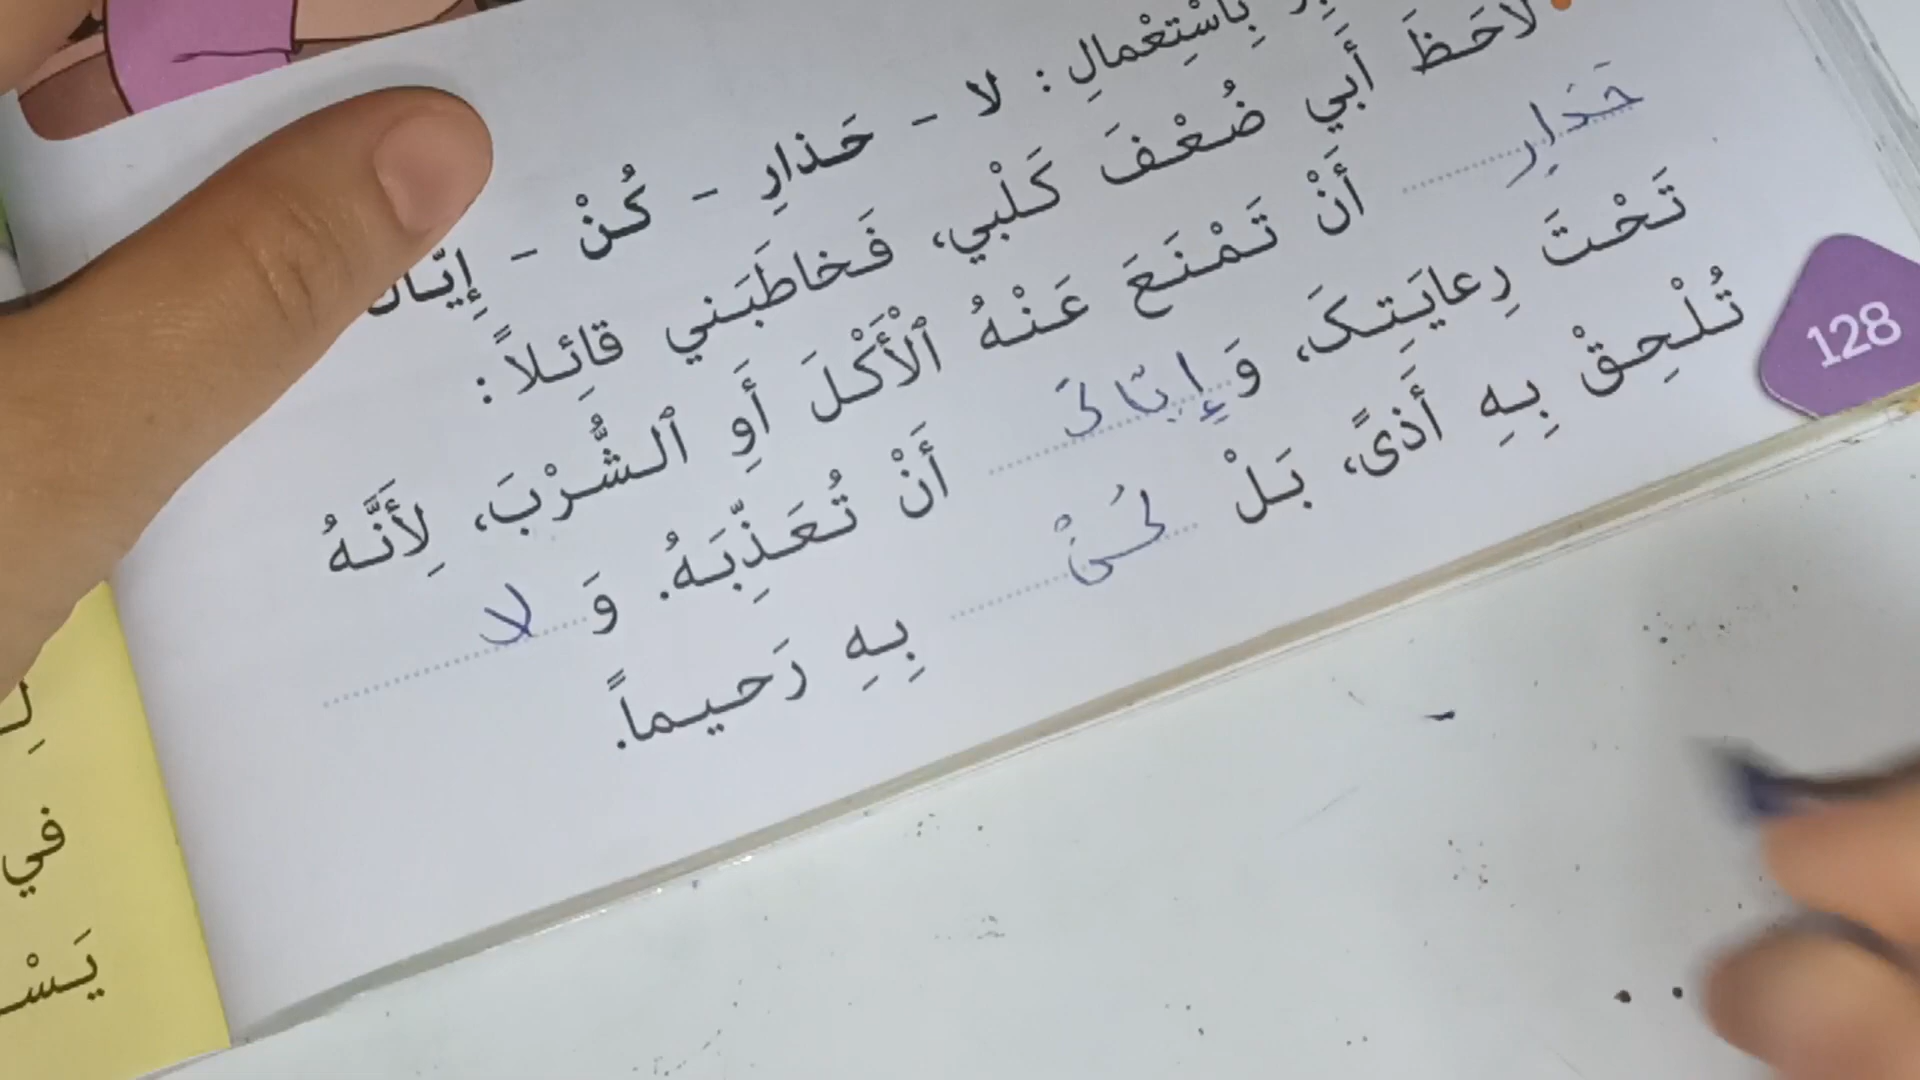 بِاسْتِعْمالِ : لا - حَذارِ - كُنْ -
لاحَظَ أَبي ضُعْفَ كَلْبي، فَخاطَبَني قائِلاً :
حَذارِ أَنْ تَمْنَعَ عَنْهُ ٱلْأَكْلَ أَوِ ٱلشُّرْبَ، لِأَنَّهُ
تَحْتَ رِعايَتِكَ، وَ إِيّاكَ أَنْ تُعَذِّبَهُ. وَ لا
تُلْحِقْ بِهِ أَذىً، بَلْ كُنْ بِهِ رَحيماً.
128
في